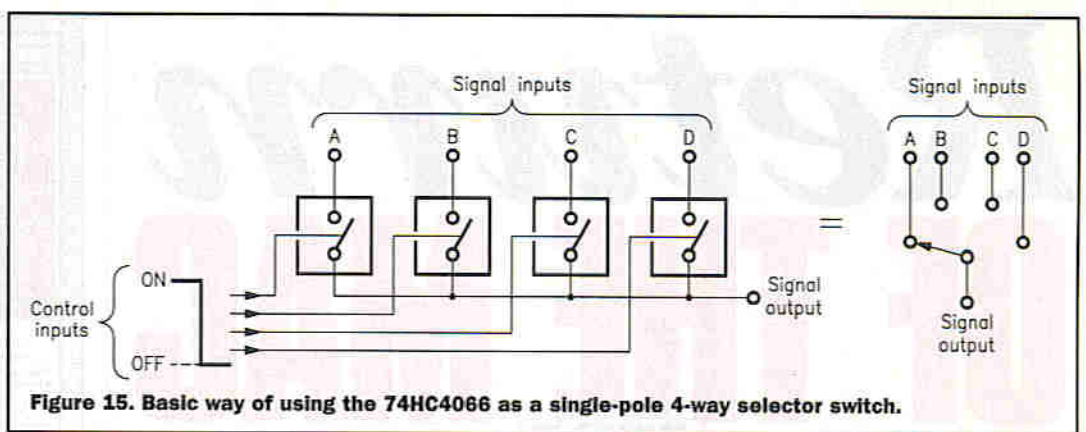 Signal inputs
A B C D
Signal inputs
A B C D
=
ON
Control
inputs
OFF
Signal
output
Signal
output
Figure 15. Basic way of using the 74HC4066 as a single-pole 4-way selector switch.